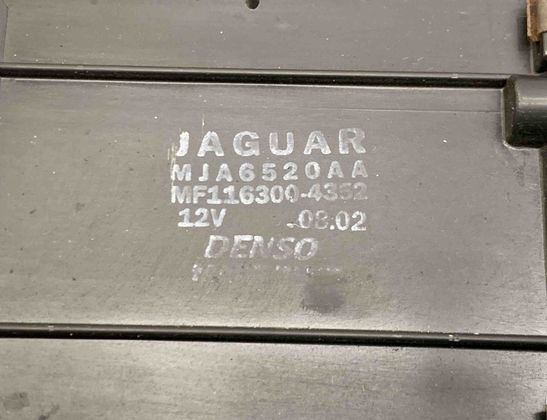 JAGUAR
MJA6520AA
MF116300-4352
12V .08.02
DENSO